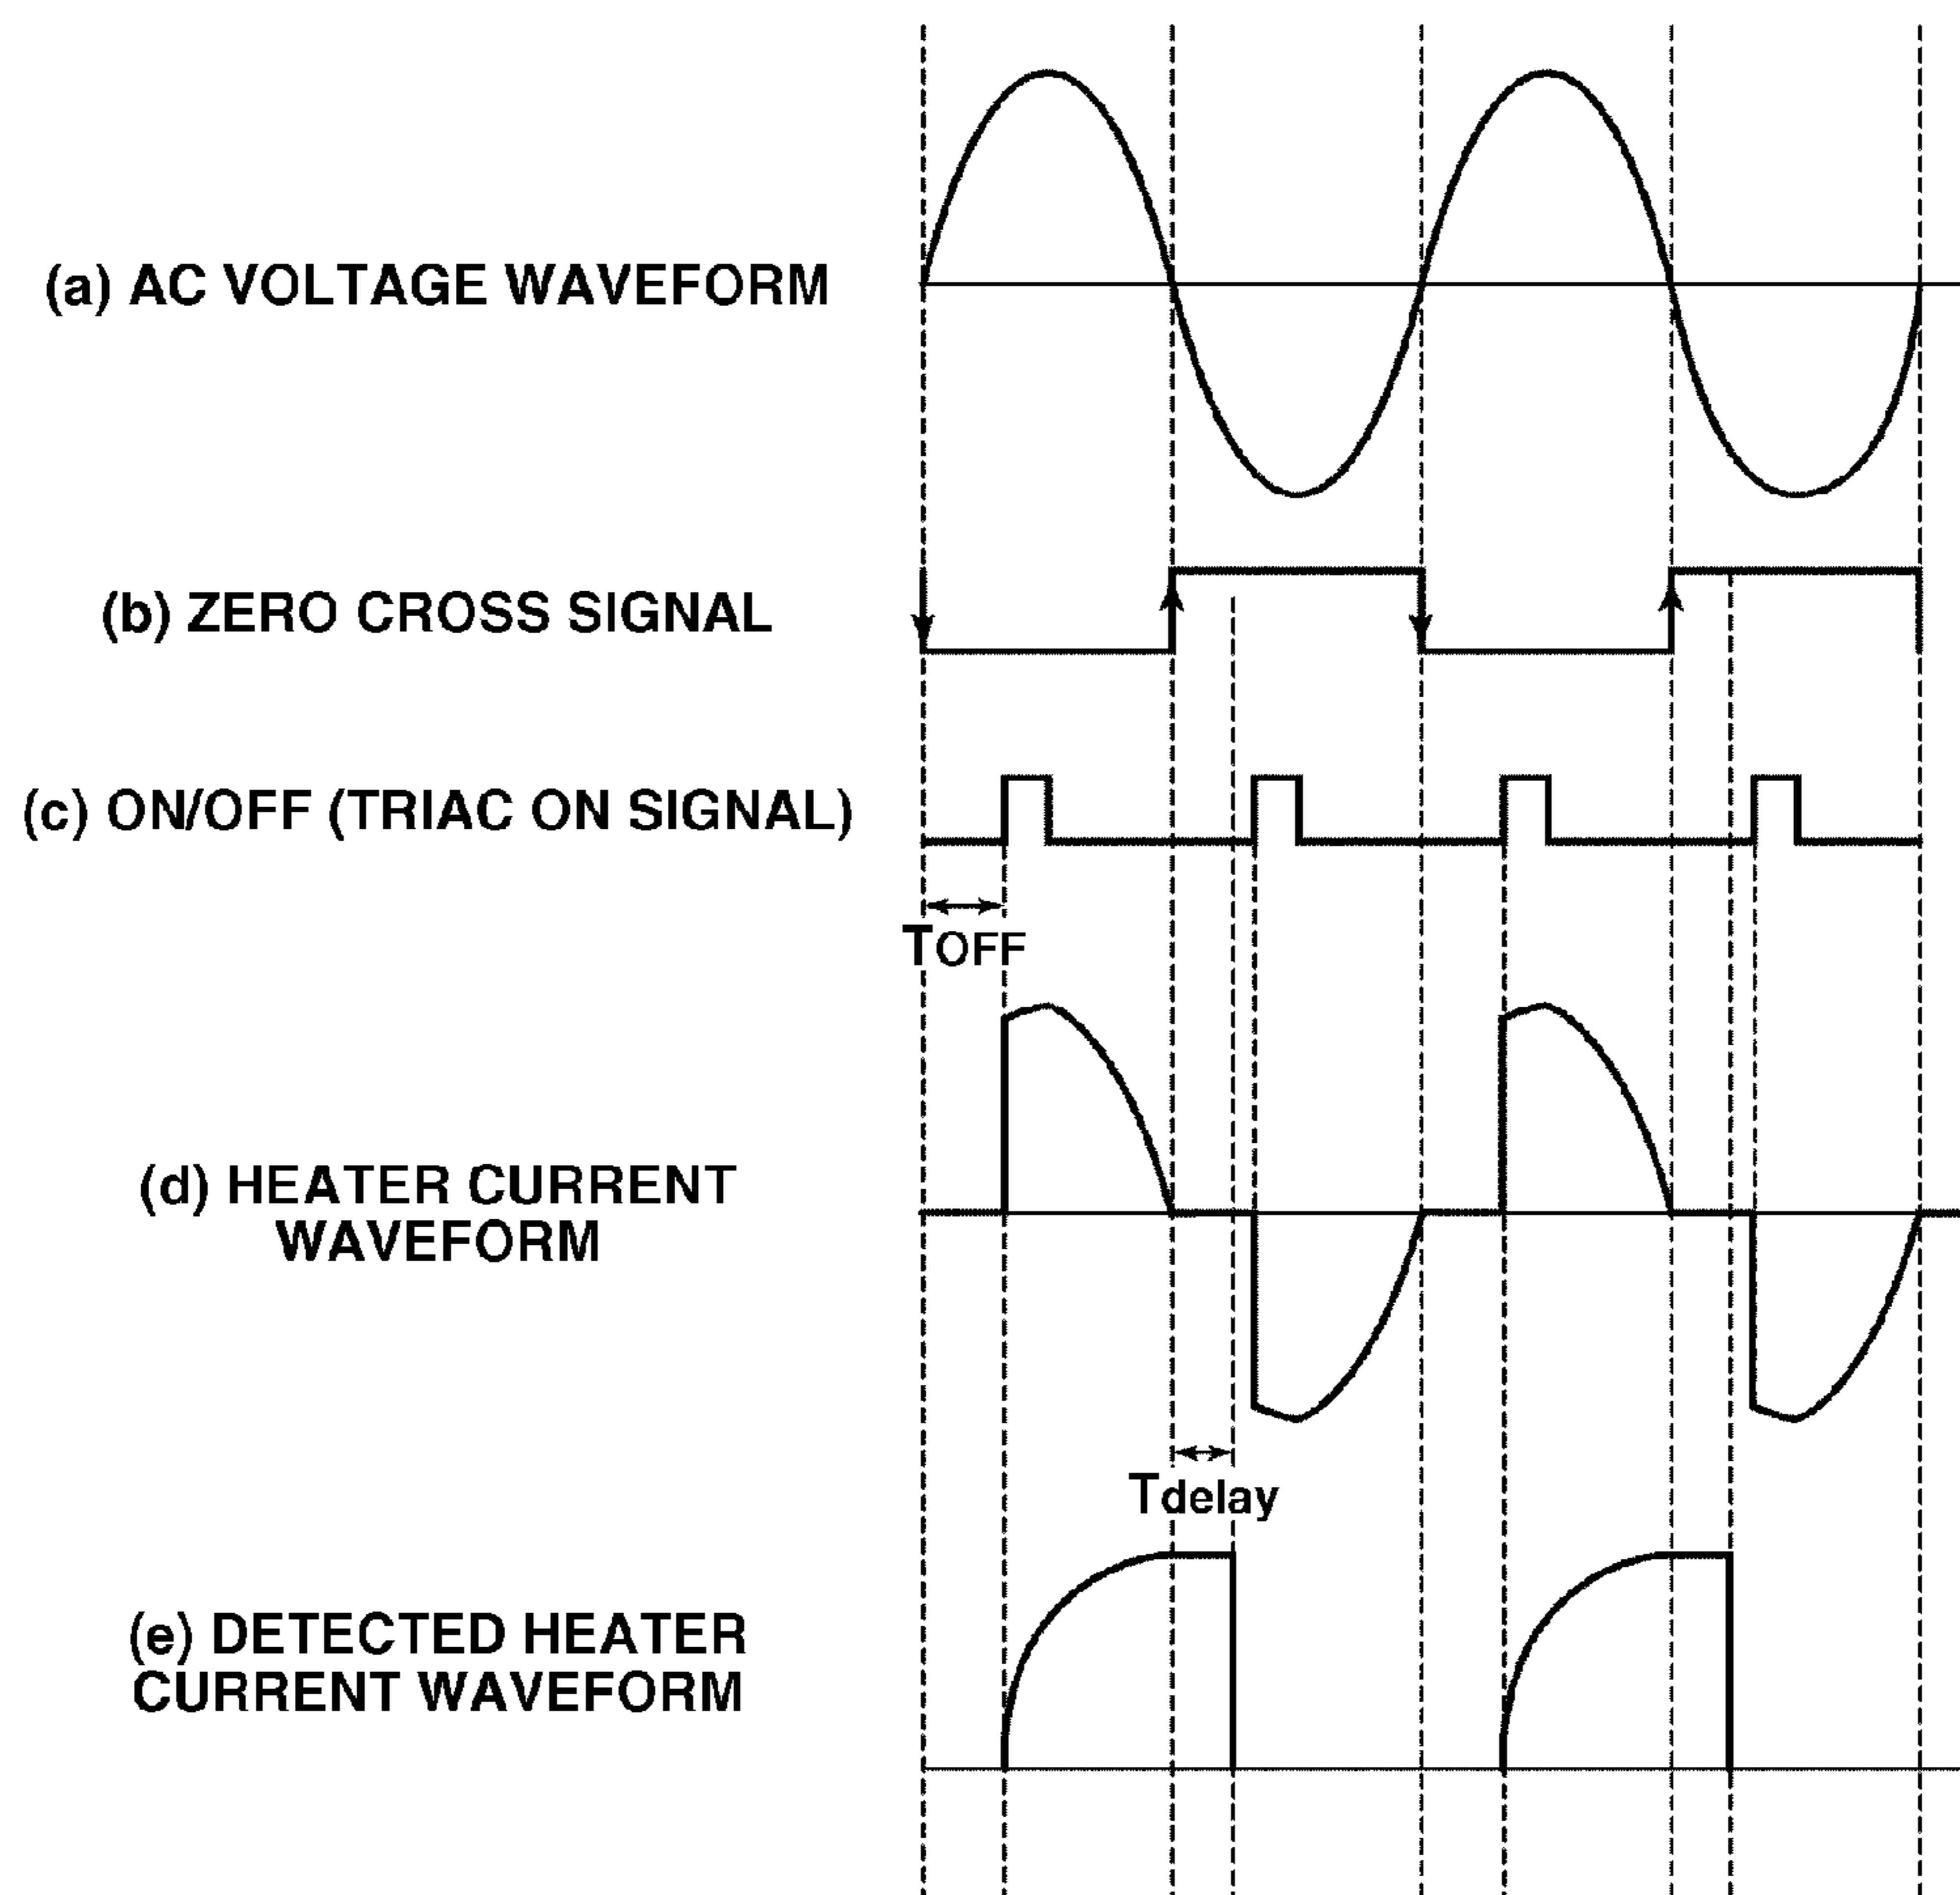 (a) AC VOLTAGE WAVEFORM
(b) ZERO CROSS SIGNAL
(c) ON/OFF (TRIAC ON SIGNAL)
TOFF
(d) HEATER CURRENT
WAVEFORM
Tdelay
(e) DETECTED HEATER
CURRENT WAVEFORM